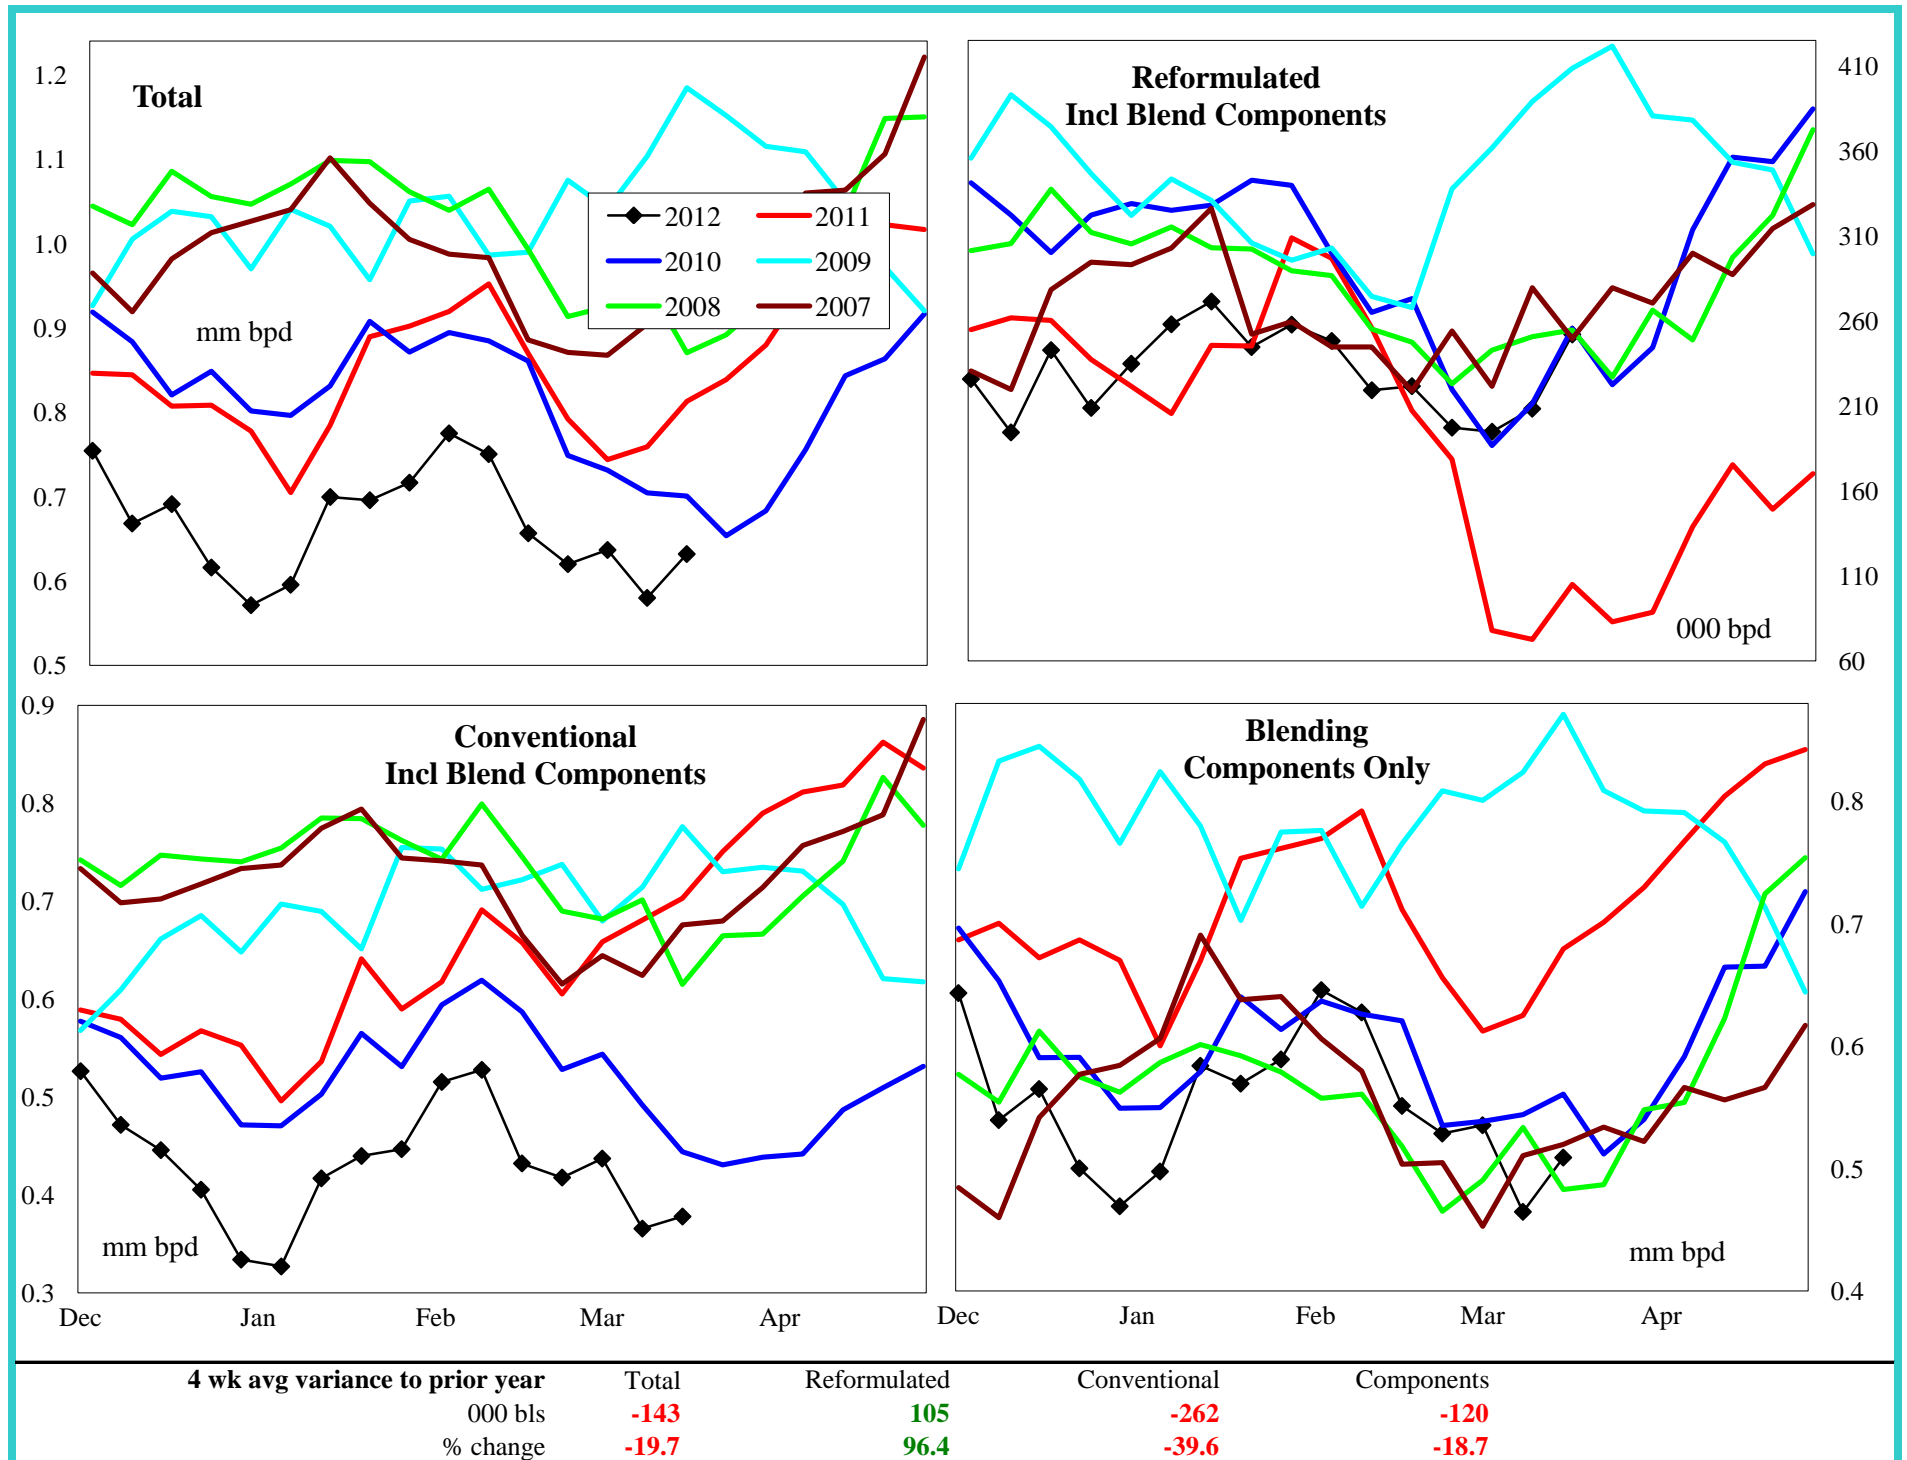 Total
1.2
1.1
1.0
0.9
0.8
0.7
0.6
0.5
mm bpd
2012 2011
2010 2009
2008 2007
Reformulated
Incl Blend Components
410
360
310
260
210
160
110
60
000 bpd
Conventional
Incl Blend Components
0.9
0.8
0.7
0.6
0.5
0.4
0.3
mm bpd
Dec Jan Feb Mar Apr
Blending
Components Only
0.8
0.7
0.6
0.5
0.4
mm bpd
Dec Jan Feb Mar Apr
4 wk avg variance to prior year Total Reformulated Conventional Components
000 bls -143 105 -262 -120
% change -19.7 96.4 -39.6 -18.7